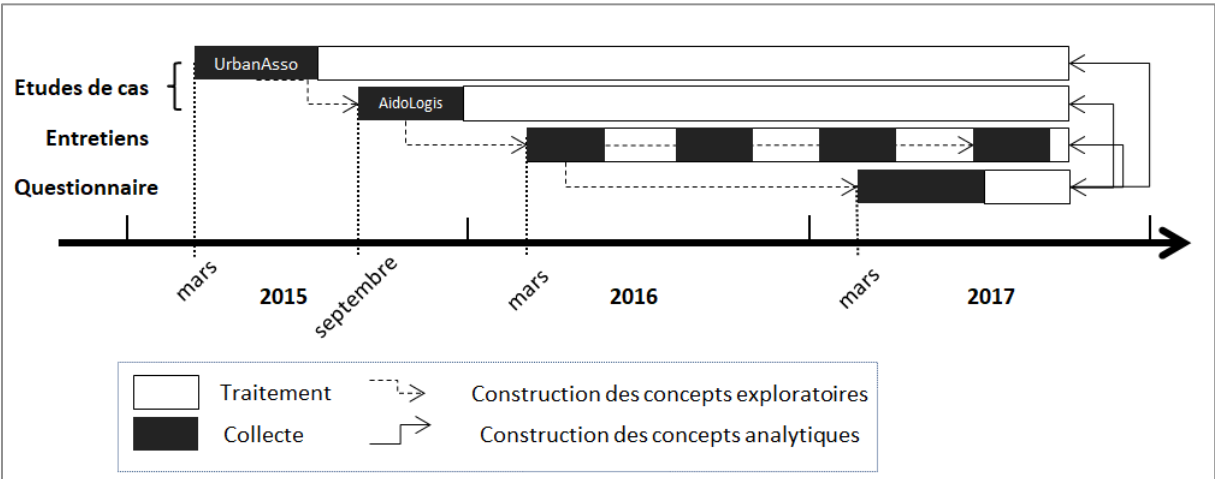 UrbanAsso
Etudes de cas
AidoLogis
Entretiens
Questionnaire
mars
septembre
mars
mars
2015
2016
2017
Traitement
Construction des concepts exploratoires
Collecte
Construction des concepts analytiques